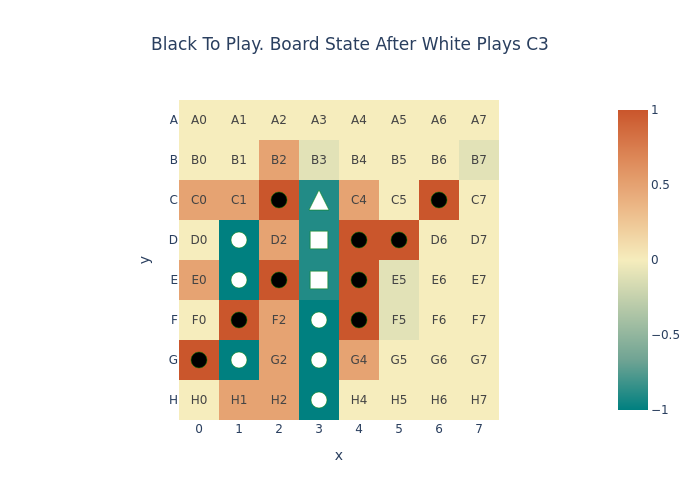 Black To Play. Board State After White Plays C3
A A0 A1 A2 A3 A4 A5 A6 A7
B B0 B1 B2 B3 B4 B5 B6 B7
C C0 C1 C4 C5 C7
D D0 D2 D6 D7
E E0 E5 E6 E7
F F0 F2 F5 F6 F7
G G2 G4 G5 G6 G7
H H0 H1 H2 H4 H5 H6 H7
0 1 2 3 4 5 6 7
x
y
1
0.5
0
−0.5
−1